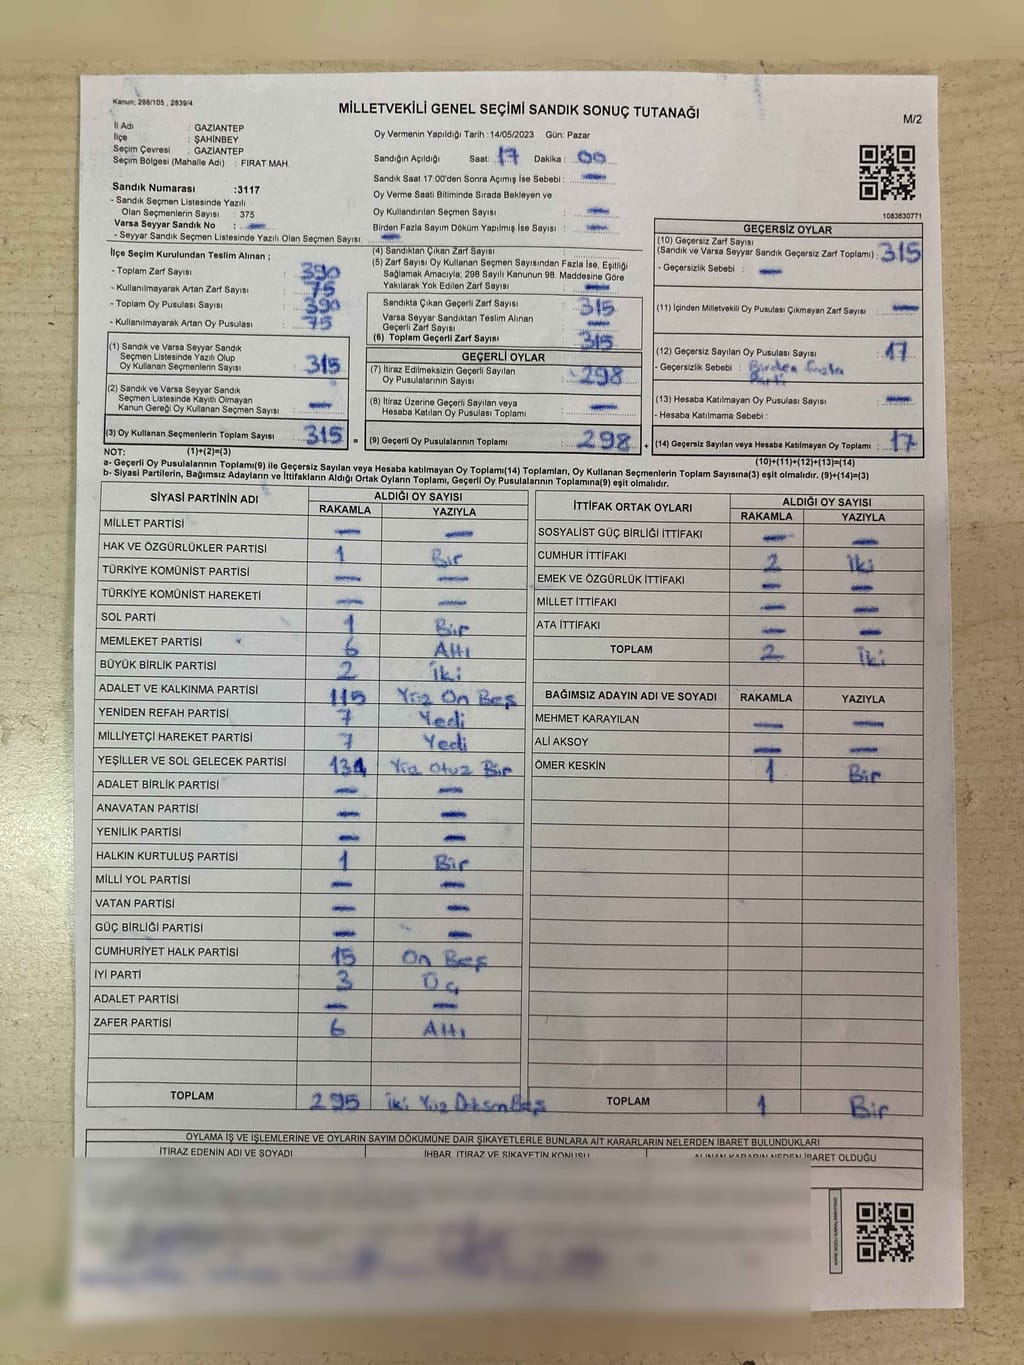 Kanun: 298/105 , 2839/4
MİLLETVEKİLİ GENEL SEÇİMİ SANDIK SONUÇ TUTANAĞI
M/2
İl Adı : GAZİANTEP
İlçe : ŞAHİNBEY
Seçim Çevresi : GAZİANTEP
Seçim Bölgesi (Mahalle Adı) : FIRAT MAH.
Sandık Numarası :3117
- Sandık Seçmen Listesinde Yazılı
Olan Seçmenlerin Sayısı : 375
Varsa Seyyar Sandık No : —
- Seyyar Sandık Seçmen Listesinde Yazılı Olan Seçmen Sayısı: —
Oy Vermenin Yapıldığı Tarih : 14/05/2023 Gün: Pazar
Sandığın Açıldığı Saat: 17 Dakika : 00
Sandık Saat 17:00'den Sonra Açımış İse Sebebi : —
Oy Verme Saati Bitiminde Sırada Bekleyen ve
Oy Kullandırılan Seçmen Sayısı : —
Birden Fazla Sayım Döküm Yapılmış İse Sayısı : —
1083630771
İlçe Seçim Kurulundan Teslim Alınan ;
- Toplam Zarf Sayısı : 390
- Kullanılmayarak Artan Zarf Sayısı : 75
- Toplam Oy Pusulası Sayısı : 390
- Kullanılmayarak Artan Oy Pusulası : 75
(1) Sandık ve Varsa Seyyar Sandık
Seçmen Listesinde Yazılı Olup
Oy Kullanan Seçmenlerin Sayısı : 315
(2) Sandık ve Varsa Seyyar Sandık
Seçmen Listesinde Kayıtlı Olmayan
Kanun Gereği Oy Kullanan Seçmen Sayısı : —
(3) Oy Kullanan Seçmenlerin Toplam Sayısı : 315 =
(4) Sandıktan Çıkan Zarf Sayısı :
(5) Zarf Sayısı Oy Kullanan Seçmen Sayısından Fazla İse, Eşitliği
Sağlamak Amacıyla; 298 Sayılı Kanunun 98. Maddesine Göre
Yakılarak Yok Edilen Zarf Sayısı : —
Sandıkta Çıkan Geçerli Zarf Sayısı : 315
Varsa Seyyar Sandıktan Teslim Alınan
Geçerli Zarf Sayısı : —
(6) Toplam Geçerli Zarf Sayısı : 315
GEÇERLİ OYLAR
(7) İtiraz Edilmeksizin Geçerli Sayılan
Oy Pusulalarının Sayısı : 298
(8) İtiraz Üzerine Geçerli Sayılan veya
Hesaba Katılan Oy Pusulası Toplamı : —
(9) Geçerli Oy Pusulalarının Toplamı : 298 +
GEÇERSİZ OYLAR
(10) Geçersiz Zarf Sayısı
(Sandık ve Varsa Seyyar Sandık Geçersiz Zarf Toplamı) : 315
- Geçersizlik Sebebi : —
(11) İçinden Milletvekili Oy Pusulası Çıkmayan Zarf Sayısı : —
(12) Geçersiz Sayılan Oy Pusulası Sayısı : 17
- Geçersizlik Sebebi : Birden fazla
Parti
(13) Hesaba Katılmayan Oy Pusulası Sayısı : —
- Hesaba Katılmama Sebebi :
(14) Geçersiz Sayılan veya Hesaba Katılmayan Oy Toplamı : 17
NOT: (1)+(2)=(3)
(10)+(11)+(12)+(13)=(14)
a- Geçerli Oy Pusulalarının Toplamı(9) ile Geçersiz Sayılan veya Hesaba katılmayan Oy Toplamı(14) Toplamları, Oy Kullanan Seçmenlerin Toplam Sayısına(3) eşit olmalıdır. (9)+(14)=(3)
b- Siyasi Partilerin, Bağımsız Adayların ve İttifakların Aldığı Ortak Oyların Toplamı, Geçerli Oy Pusulalarının Toplamına(9) eşit olmalıdır.
SİYASİ PARTİNİN ADI ALDIĞI OY SAYISI
RAKAMLA YAZIYLA
MİLLET PARTİSİ — —
HAK VE ÖZGÜRLÜKLER PARTİSİ 1 Bir
TÜRKİYE KOMÜNİST PARTİSİ — —
TÜRKİYE KOMÜNİST HAREKETİ — —
SOL PARTİ 1 Bir
MEMLEKET PARTİSİ 6 Altı
BÜYÜK BİRLİK PARTİSİ 2 İki
ADALET VE KALKINMA PARTİSİ 115 Yüz On Beş
YENİDEN REFAH PARTİSİ 7 Yedi
MİLLİYETÇİ HAREKET PARTİSİ 7 Yedi
YEŞİLLER VE SOL GELECEK PARTİSİ 131 Yüz Otuz Bir
ADALET BİRLİK PARTİSİ — —
ANAVATAN PARTİSİ — —
YENİLİK PARTİSİ — —
HALKIN KURTULUŞ PARTİSİ 1 Bir
MİLLİ YOL PARTİSİ — —
VATAN PARTİSİ — —
GÜÇ BİRLİĞİ PARTİSİ — —
CUMHURİYET HALK PARTİSİ 15 On Beş
İYİ PARTİ 3 Üç
ADALET PARTİSİ — —
ZAFER PARTİSİ 6 Altı
TOPLAM 295 İki Yüz Doksan Beş
İTTİFAK ORTAK OYLARI ALDIĞI OY SAYISI
RAKAMLA YAZIYLA
SOSYALİST GÜÇ BİRLİĞİ İTTİFAKI — —
CUMHUR İTTİFAKI 2 İki
EMEK VE ÖZGÜRLÜK İTTİFAKI — —
MİLLET İTTİFAKI — —
ATA İTTİFAKI — —
TOPLAM 2 İki
BAĞIMSIZ ADAYIN ADI VE SOYADI RAKAMLA YAZIYLA
MEHMET KARAYILAN — —
ALİ AKSOY — —
ÖMER KESKİN 1 Bir
TOPLAM 1 Bir
OYLAMA İŞ VE İŞLEMLERİNE VE OYLARIN SAYIM DÖKÜMÜNE DAİR ŞİKAYETLERLE BUNLARA AİT KARARLARIN NELERDEN İBARET BULUNDUKLARI
İTİRAZ EDENİN ADI VE SOYADI İHBAR, İTİRAZ VE ŞİKAYETİN KONUSU ALINAN KARARIN NEDEN İBARET OLDUĞU